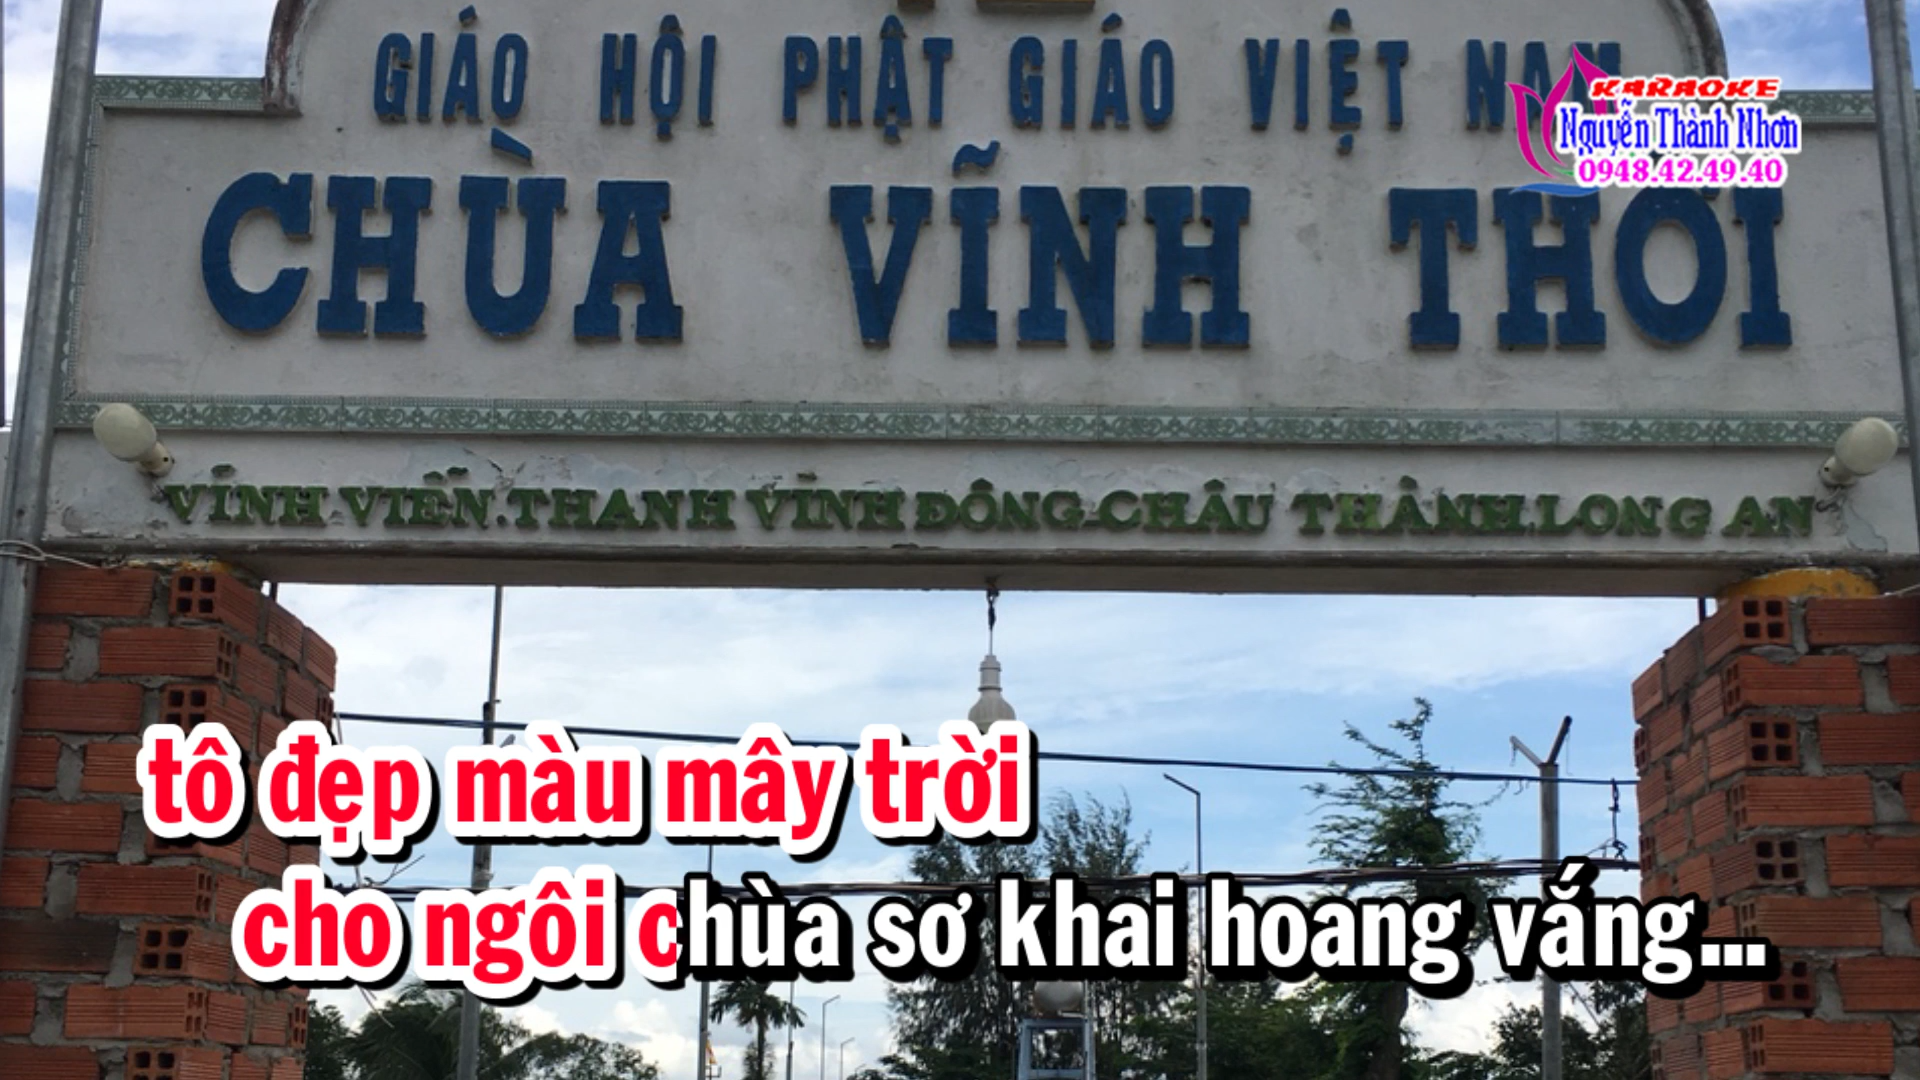 GIÁO HỘI PHẬT GIÁO VIỆT NAM
KARAOKE
Nguyễn Thành Nhơn
0948.42.49.40
CHÙA VĨNH THỚI
VĨNH VIỄN.THANH VĨNH ĐÔNG-CHÂU THÀNH.LONG AN
tô đẹp màu mây trời
cho ngôi chùa sơ khai hoang vắng...